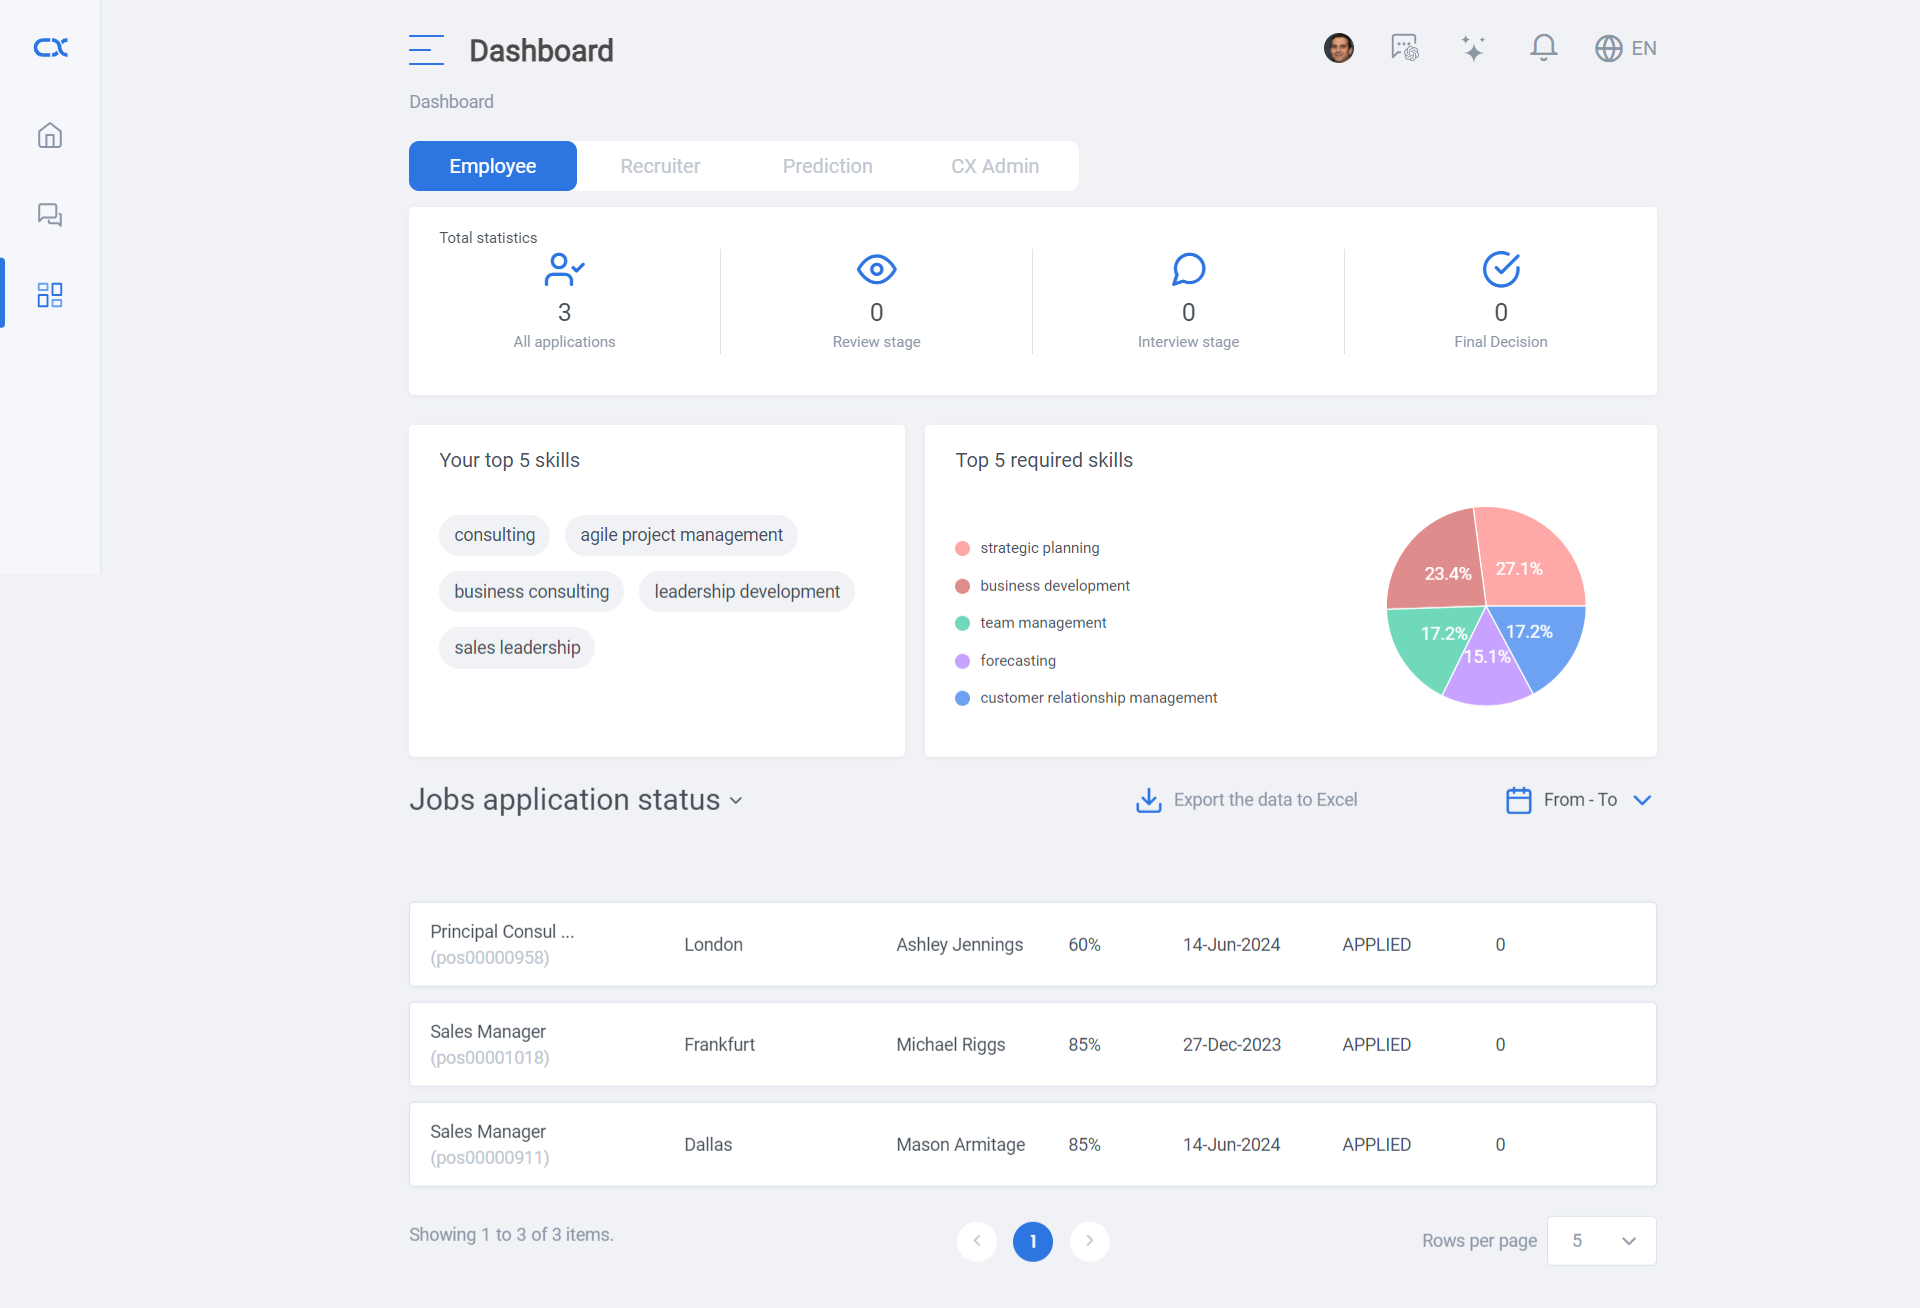 CX
Dashboard
EN
Dashboard
Employee
Recruiter
Prediction
CX Admin
Total statistics
3
All applications
0
Review stage
0
Interview stage
0
Final Decision
Your top 5 skills
consulting
agile project management
business consulting
leadership development
sales leadership
Top 5 required skills
strategic planning
business development
team management
forecasting
customer relationship management
23.4%
27.1%
17.2%
17.2%
15.1%
Jobs application status
Export the data to Excel
From - To
Principal Consul ...
(pos00000958)
London
Ashley Jennings
60%
14-Jun-2024
APPLIED
0
Sales Manager
(pos00001018)
Frankfurt
Michael Riggs
85%
27-Dec-2023
APPLIED
0
Sales Manager
(pos00000911)
Dallas
Mason Armitage
85%
14-Jun-2024
APPLIED
0
Showing 1 to 3 of 3 items.
1
Rows per page
5